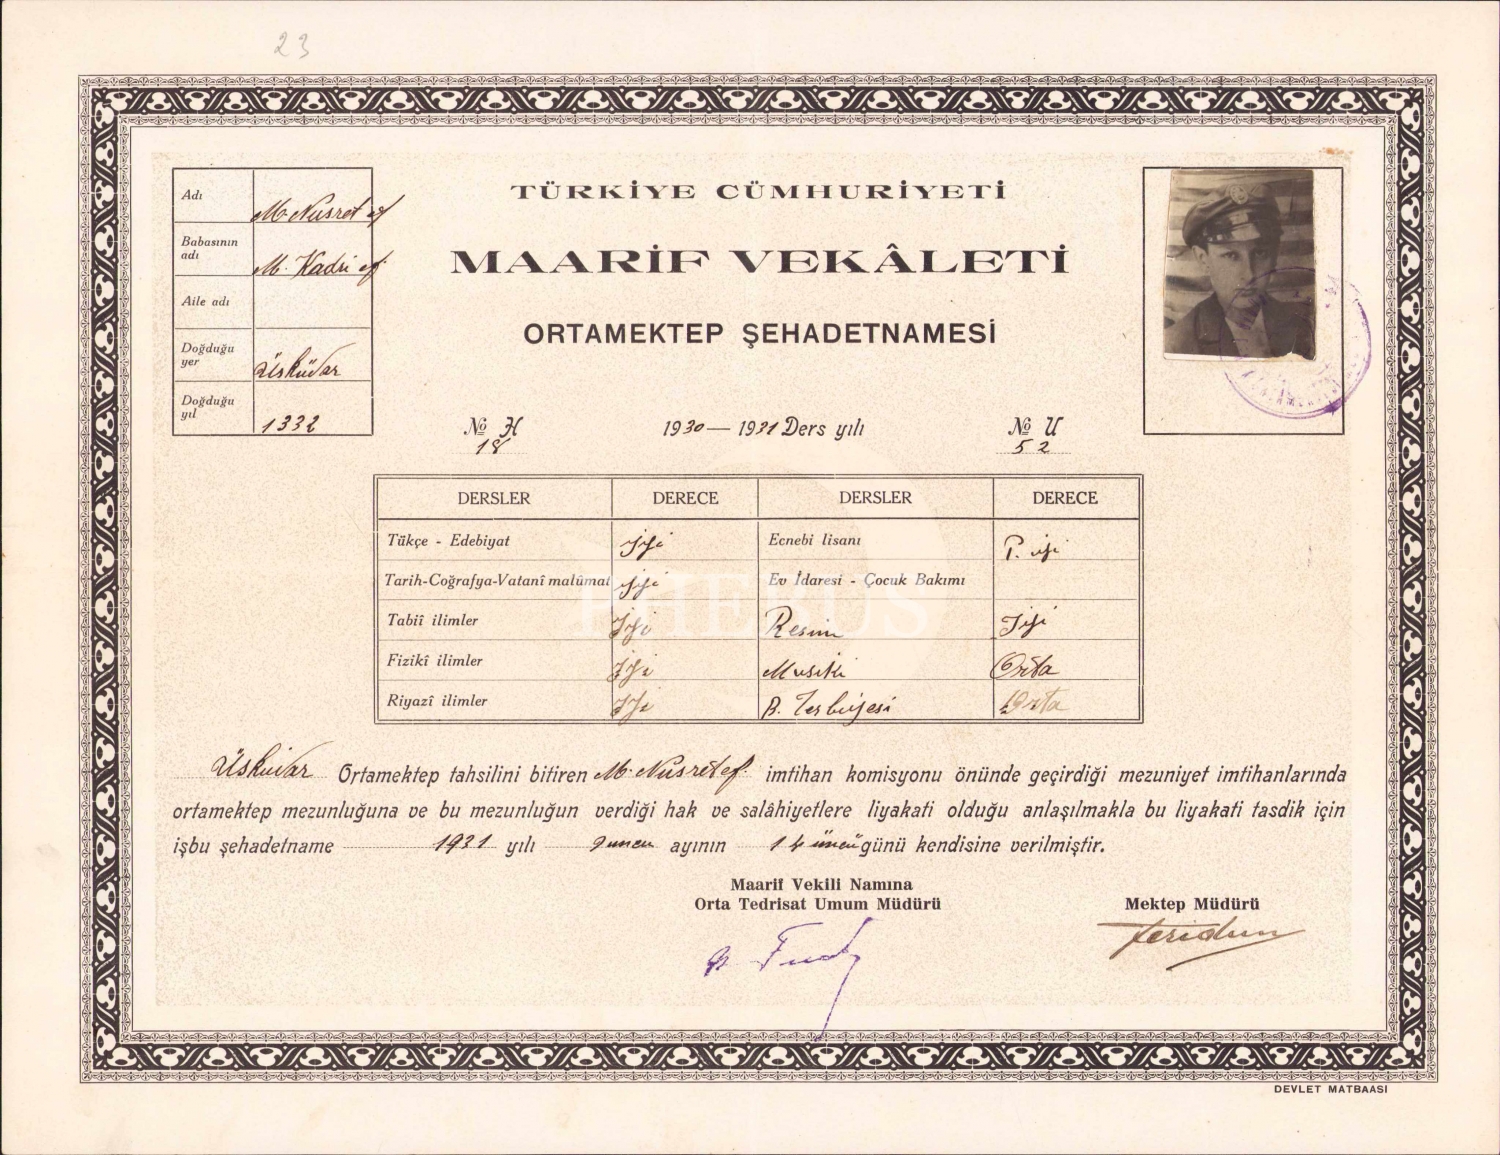 23
TÜRKİYE CÜMHURİYETİ
MAARİF VEKÂLETİ
ORTAMEKTEP ŞEHADETNAMESİ
Adı M. Nusret ef
Babasının adı M. Kadri ef
Aile adı
Doğduğu yer Üsküdar
Doğduğu yıl 1332
№ H 18
1930 — 1931 Ders yılı
№ U 52
DERSLER DERECE DERSLER DERECE
Tükçe - Edebiyat İyi Ecnebi lisanı P. iyi
Tarih-Coğrafya-Vatanî malûmat İyi Ev İdaresi - Çocuk Bakımı
Tabiî ilimler İyi Resim İyi
Fizikî ilimler İyi Musiki Orta
Riyazî ilimler İyi B. Terbiyesi Orta
PHEBUS
Üsküdar Ortamektep tahsilini bitiren M. Nusret ef. imtihan komisyonu önünde geçirdiği mezuniyet imtihanlarında
ortamektep mezunluğuna ve bu mezunluğun verdiği hak ve salâhiyetlere liyakati olduğu anlaşılmakla bu liyakati tasdik için
işbu şehadetname 1931 yılı 9uncu ayının 14 üncü günü kendisine verilmiştir.
Maarif Vekili Namına
Orta Tedrisat Umum Müdürü
Mektep Müdürü
Feridun
DEVLET MATBAASI